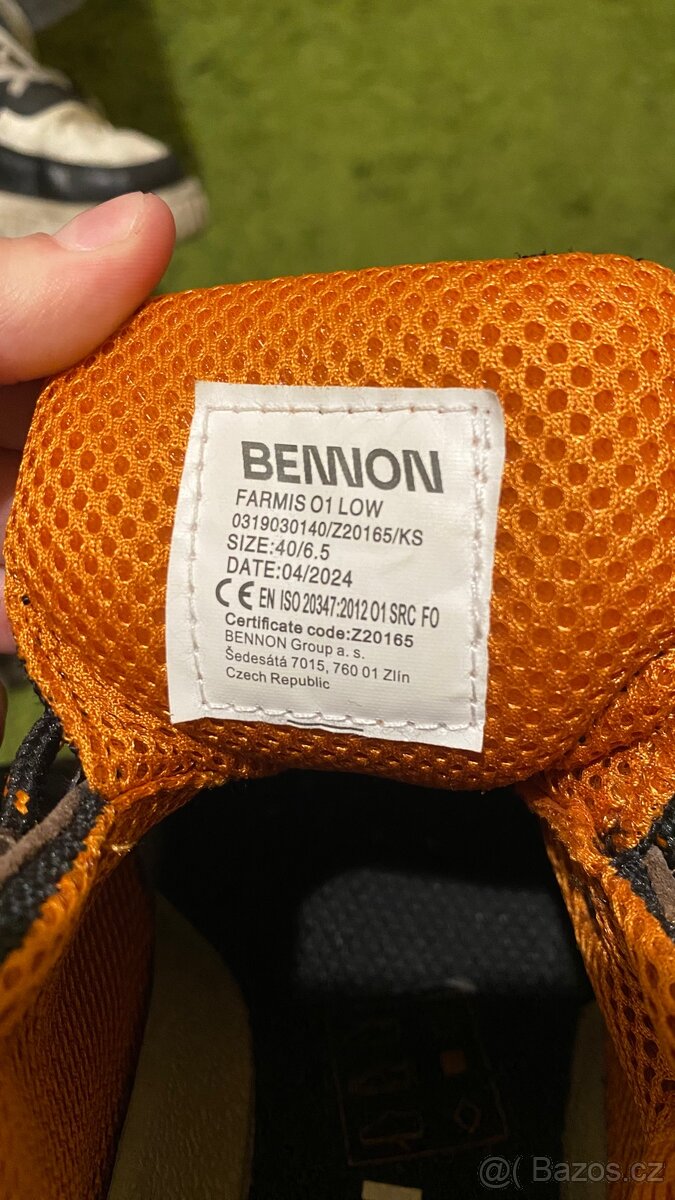 BENNON
FARMIS O1 LOW
0319030140/Z20165/KS
SIZE:40/6.5
DATE:04/2024
CE EN ISO 20347:2012 O1 SRC FO
Certificate code:Z20165
BENNON Group a. s.
Šedesátá 7015, 760 01 Zlín
Czech Republic
@( Bazos.cz